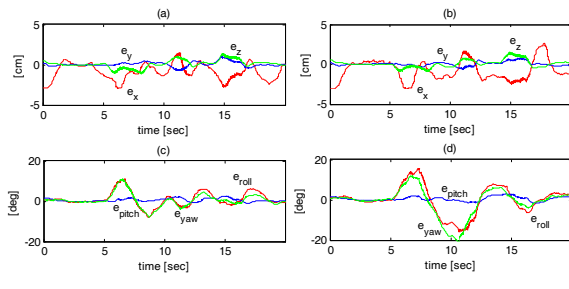 (a)
5
0
-5
[cm]
e_y
e_z
e_x
0 5 10 15
time [sec]
(b)
5
0
-5
[cm]
e_y
e_z
e_x
0 5 10 15
time [sec]
(c)
20
0
-20
[deg]
e_pitch
e_yaw
e_roll
0 5 10 15
time [sec]
(d)
20
0
-20
[deg]
e_pitch
e_yaw
e_roll
0 5 10 15
time [sec]